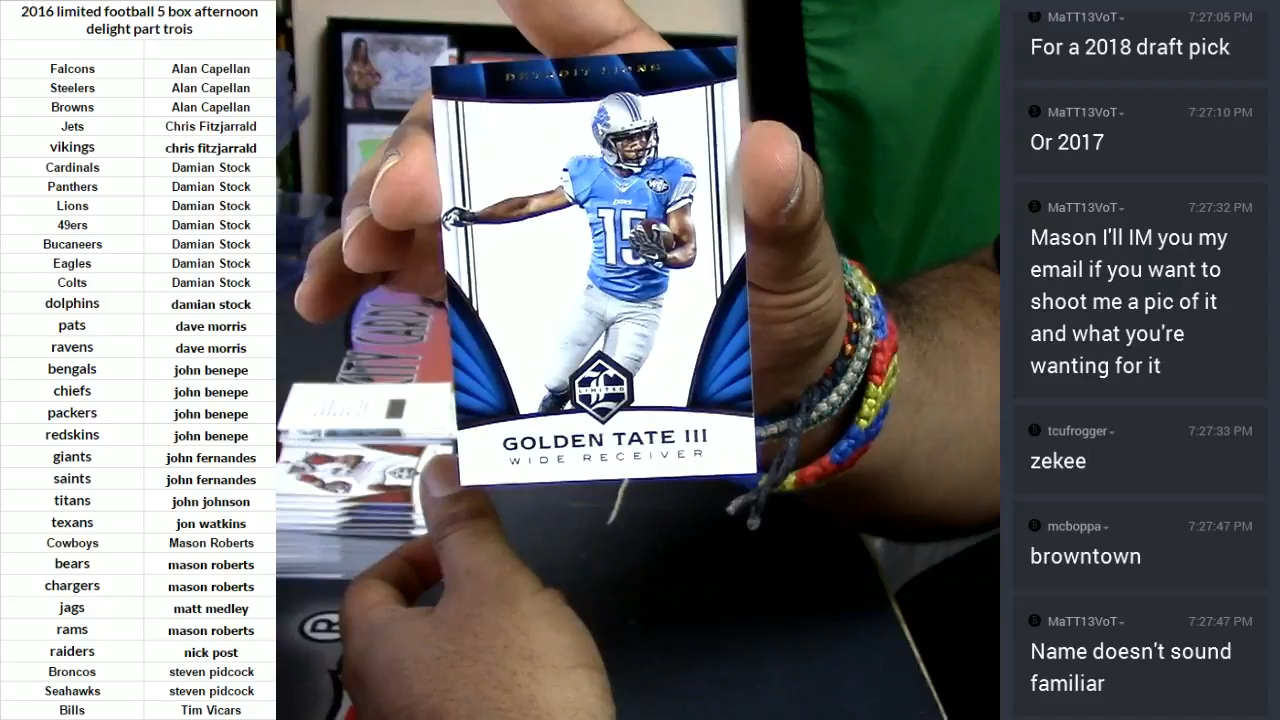 2016 limited football 5 box afternoon
delight part trois
Falcons Alan Capellan
Steelers Alan Capellan
Browns Alan Capellan
Jets Chris Fitzjarrald
vikings chris fitzjarrald
Cardinals Damian Stock
Panthers Damian Stock
Lions Damian Stock
49ers Damian Stock
Bucaneers Damian Stock
Eagles Damian Stock
Colts Damian Stock
dolphins damian stock
pats dave morris
ravens dave morris
bengals john benepe
chiefs john benepe
packers john benepe
redskins john benepe
giants john fernandes
saints john fernandes
titans john johnson
texans jon watkins
Cowboys Mason Roberts
bears mason roberts
chargers mason roberts
jags matt medley
rams mason roberts
raiders nick post
Broncos steven pidcock
Seahawks steven pidcock
Bills Tim Vicars
DETROIT LIONS
WCF
15
LIMITED
GOLDEN TATE III
WIDE RECEIVER
®
MaTT13VoT 7:27:05 PM
For a 2018 draft pick
MaTT13VoT 7:27:10 PM
Or 2017
MaTT13VoT 7:27:32 PM
Mason I'll IM you my
email if you want to
shoot me a pic of it
and what you're
wanting for it
tcufrogger 7:27:33 PM
zekee
mcboppa 7:27:47 PM
browntown
MaTT13VoT 7:27:47 PM
Name doesn't sound
familiar